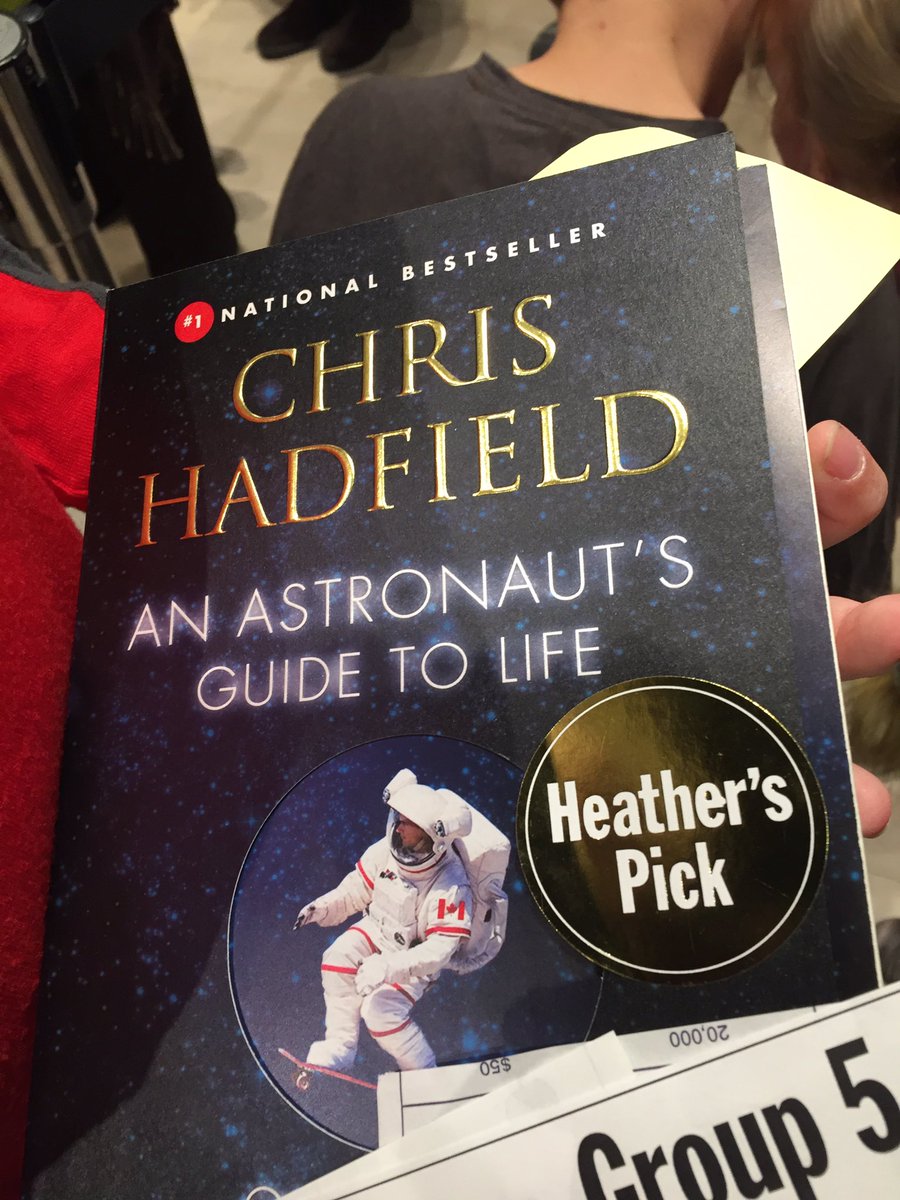 #1 NATIONAL BESTSELLER
CHRIS
HADFIELD
AN ASTRONAUT'S
GUIDE TO LIFE
Heather's
Pick
$50
20,000
Group 5